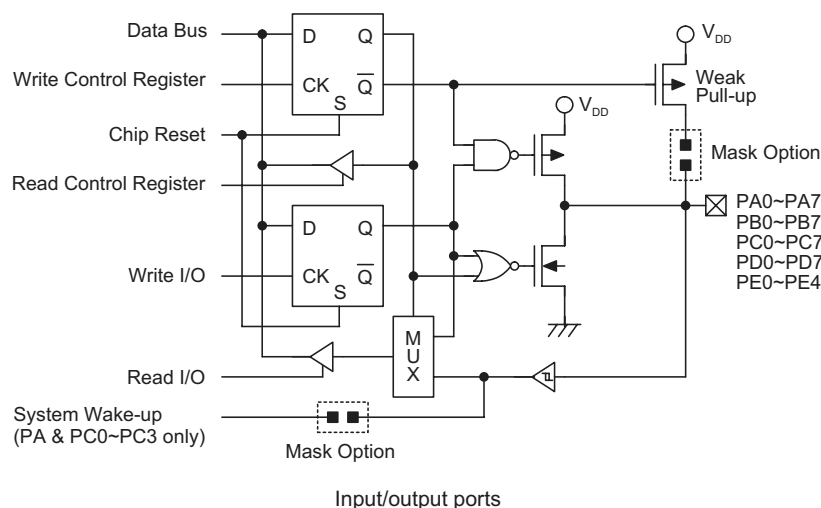 Data Bus
Write Control Register
Chip Reset
Read Control Register
Write I/O
Read I/O
System Wake-up
(PA & PC0~PC3 only)
Mask Option
D
Q
CK
Q
S
D
Q
CK
Q
S
M
U
X
VDD
VDD
Weak
Pull-up
Mask Option
PA0~PA7
PB0~PB7
PC0~PC7
PD0~PD7
PE0~PE4
Input/output ports